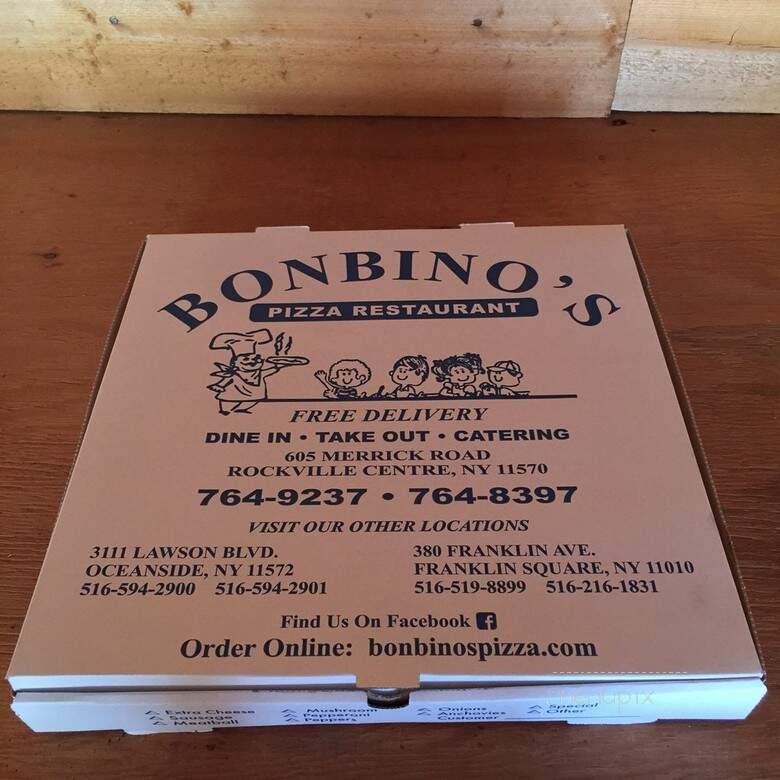 BONBINO'S
PIZZA RESTAURANT
FREE DELIVERY
DINE IN • TAKE OUT • CATERING
605 MERRICK ROAD
ROCKVILLE CENTRE, NY 11570
764-9237 • 764-8397
VISIT OUR OTHER LOCATIONS
3111 LAWSON BLVD.
OCEANSIDE, NY 11572
516-594-2900 516-594-2901
380 FRANKLIN AVE.
FRANKLIN SQUARE, NY 11010
516-519-8899 516-216-1831
Find Us On Facebook f
Order Online: bonbinospizza.com
Extra Cheese Mushroom Onions Special
Sausage Pepperoni Anchovies Other
Meatball Peppers Customer